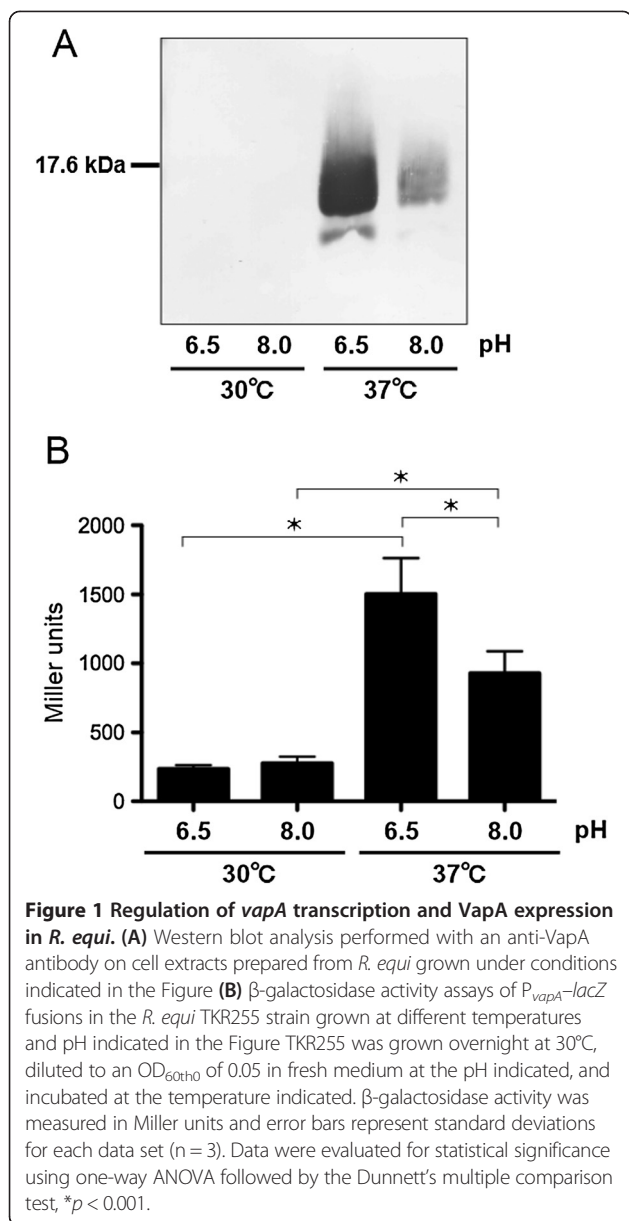 A
17.6 kDa
6.5 8.0 6.5 8.0 pH
30°C 37°C
B
* 
* *
2000
1500
1000
500
0
Miller units
6.5 8.0 6.5 8.0 pH
30°C 37°C
Figure 1 Regulation of vapA transcription and VapA expression
in R. equi. (A) Western blot analysis performed with an anti-VapA
antibody on cell extracts prepared from R. equi grown under conditions
indicated in the Figure (B) β-galactosidase activity assays of PvapA–lacZ
fusions in the R. equi TKR255 strain grown at different temperatures
and pH indicated in the Figure TKR255 was grown overnight at 30°C,
diluted to an OD60th0 of 0.05 in fresh medium at the pH indicated, and
incubated at the temperature indicated. β-galactosidase activity was
measured in Miller units and error bars represent standard deviations
for each data set (n = 3). Data were evaluated for statistical significance
using one-way ANOVA followed by the Dunnett's multiple comparison
test, *p < 0.001.